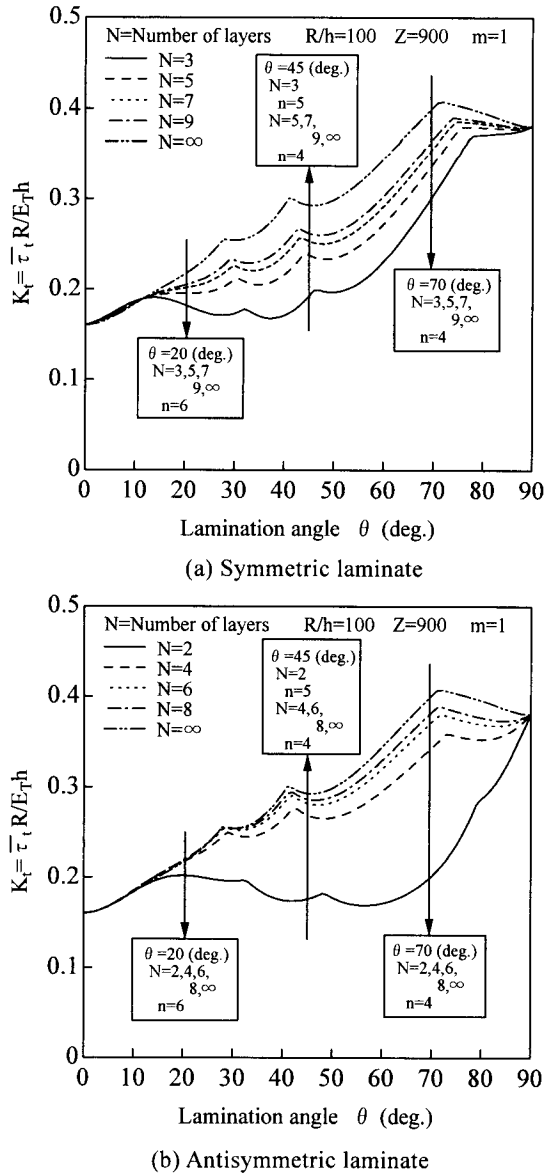 N=Number of layers R/h=100 Z=900 m=1
N=3
N=5
N=7
N=9
N=∞
θ=45 (deg.)
N=3
n=5
N=5,7,
9,∞
n=4
θ=20 (deg.)
N=3,5,7
9,∞
n=6
θ=70 (deg.)
N=3,5,7,
9,∞
n=4
0.5
0.4
0.3
0.2
0.1
0
K_t=τ̄_t R/E_T h
0 10 20 30 40 50 60 70 80 90
Lamination angle θ (deg.)
(a) Symmetric laminate
N=Number of layers R/h=100 Z=900 m=1
N=2
N=4
N=6
N=8
N=∞
θ=45 (deg.)
N=2
n=5
N=4,6,
8,∞
n=4
θ=20 (deg.)
N=2,4,6,
8,∞
n=6
θ=70 (deg.)
N=2,4,6,
8,∞
n=4
0.5
0.4
0.3
0.2
0.1
0
K_t=τ̄_t R/E_T h
0 10 20 30 40 50 60 70 80 90
Lamination angle θ (deg.)
(b) Antisymmetric laminate